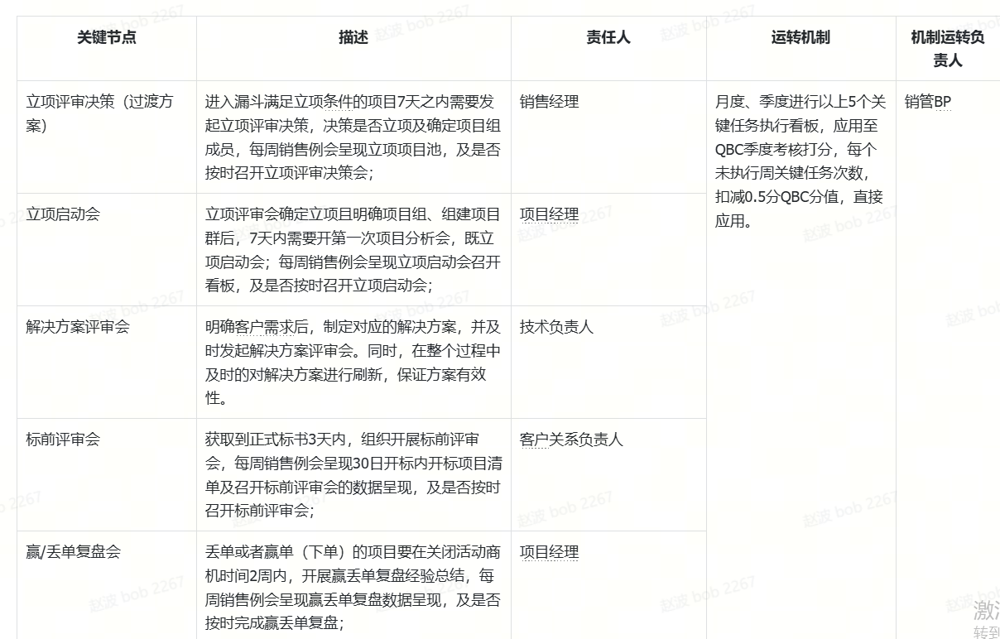 关键节点
描述
责任人
运转机制
机制运转负
责人
立项评审决策（过渡方
案）
进入漏斗满足立项条件的项目7天之内需要发
起立项评审决策，决策是否立项及确定项目组
成员，每周销售例会呈现立项项目池，及是否
按时召开立项评审决策会；
销售经理
月度、季度进行以上5个关
键任务执行看板，应用至
QBC季度考核打分，每个
未执行周关键任务次数，
扣减0.5分QBC分值，直接
应用。
销管BP
立项启动会
立项评审会确定立项且明确项目组、组建项目
群后，7天内需要开第一次项目分析会，既立
项启动会；每周销售例会呈现立项启动会召开
看板，及是否按时召开立项启动会；
项目经理
解决方案评审会
明确客户需求后，制定对应的解决方案，并及
时发起解决方案评审会。同时，在整个过程中
及时的对解决方案进行刷新，保证方案有效
性。
技术负责人
标前评审会
获取到正式标书3天内，组织开展标前评审
会，每周销售例会呈现30日开标内开标项目清
单及召开标前评审会的数据呈现，及是否按时
召开标前评审会；
客户关系负责人
赢/丢单复盘会
丢单或者赢单（下单）的项目要在关闭活动商
机时间2周内，开展赢丢单复盘经验总结，每
周销售例会呈现赢丢单复盘数据呈现，及是否
按时完成赢丢单复盘；
项目经理
赵波 bob 2267
激
转到